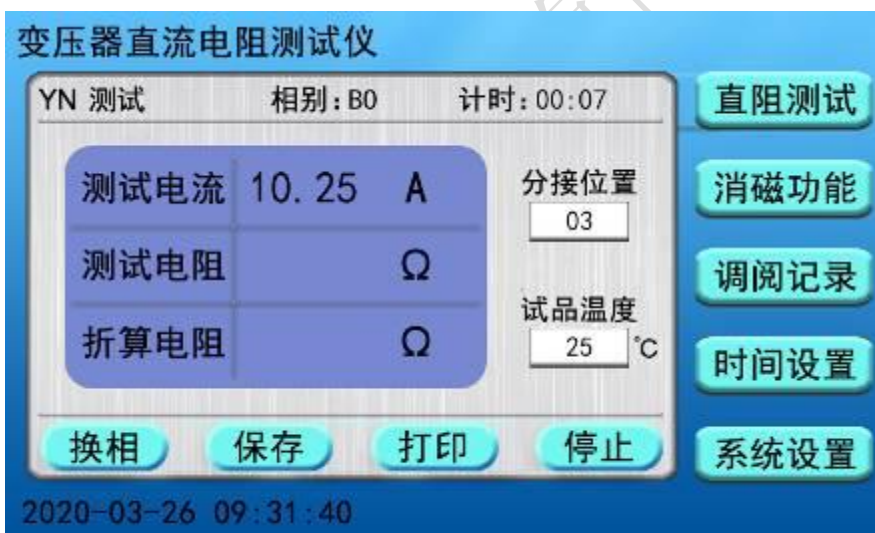 变压器直流电阻测试仪
YN 测试 相别:B0 计时:00:07
直阻测试
测试电流 10.25 A
分接位置
03
消磁功能
测试电阻 Ω
调阅记录
试品温度
25 ℃
折算电阻 Ω
时间设置
换相 保存 打印 停止
系统设置
2020-03-26 09:31:40